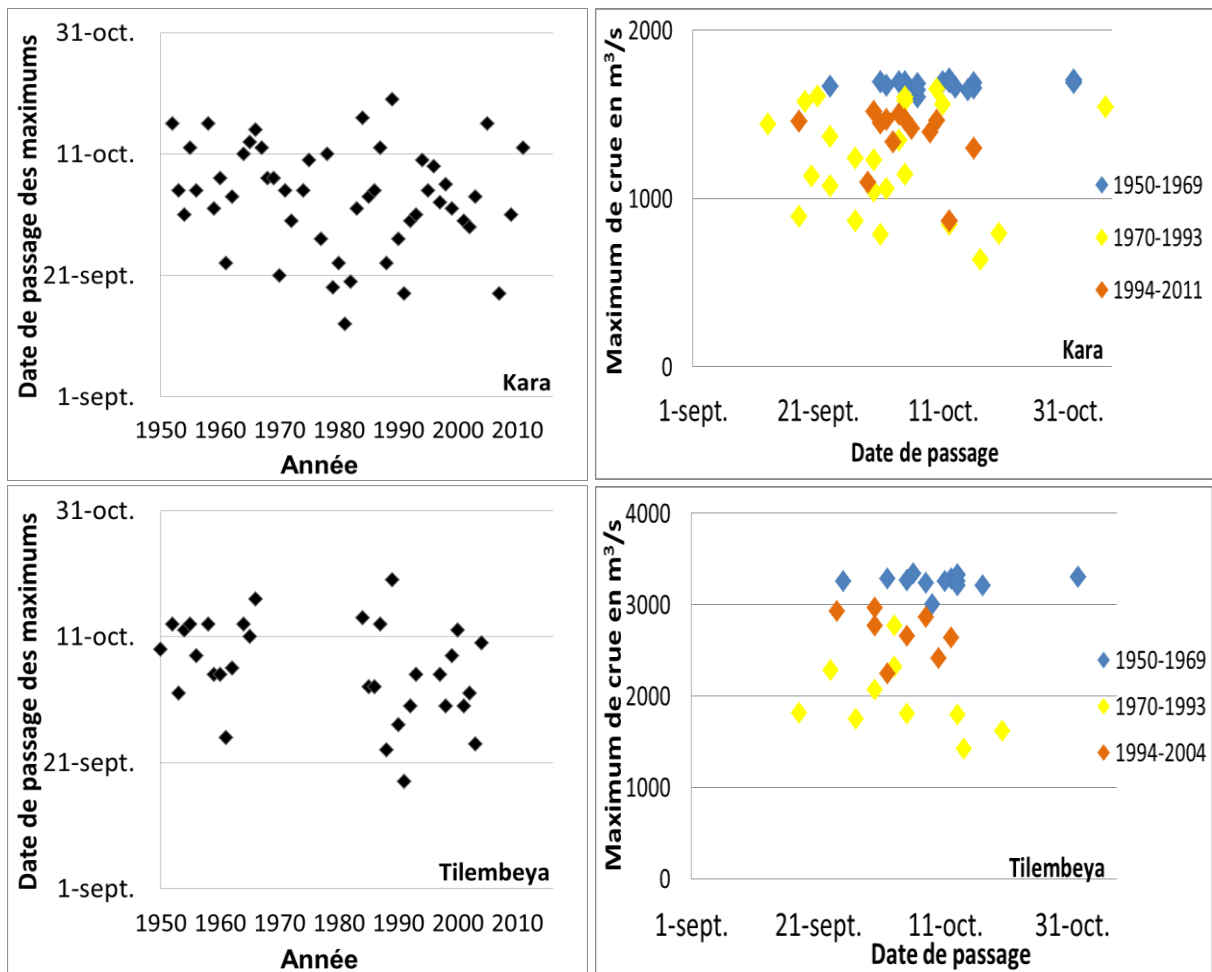 Date de passage des maximums
31-oct.
11-oct.
21-sept.
1-sept.
Kara
1950 1960 1970 1980 1990 2000 2010
Année
Maximum de crue en m³/s
2000
1000
0
1950-1969
1970-1993
1994-2011
Kara
1-sept. 21-sept. 11-oct. 31-oct.
Date de passage
Date de passage des maximums
31-oct.
11-oct.
21-sept.
1-sept.
Tilembeya
1950 1960 1970 1980 1990 2000 2010
Année
Maximum de crue en m³/s
4000
3000
2000
1000
0
1950-1969
1970-1993
1994-2004
Tilembeya
1-sept. 21-sept. 11-oct. 31-oct.
Date de passage